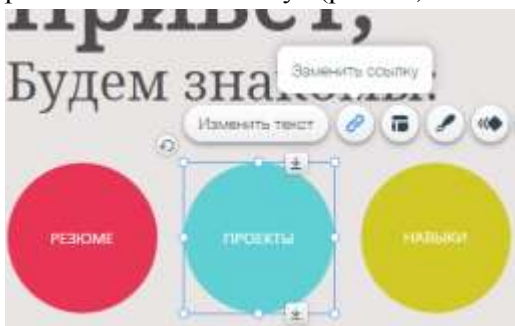 Привет,
Будем знакомы:
Заменить ссылку
Изменить текст
РЕЗЮМЕ
ПРОЕКТЫ
НАВЫКИ